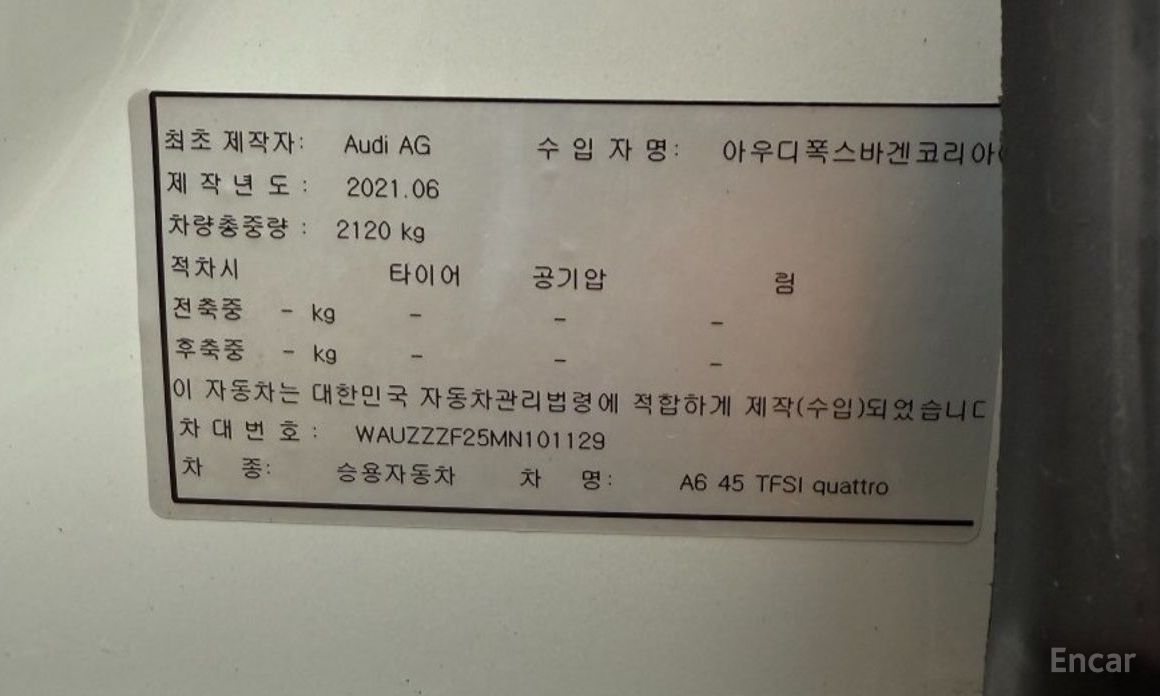 최초 제작자: Audi AG 수 입 자 명: 아우디폭스바겐코리아
제 작 년 도 : 2021.06
차량총중량 : 2120 kg
적차시 타이어 공기압 림
전축중 - kg - - -
후축중 - kg - - -
이 자동차는 대한민국 자동차관리법령에 적합하게 제작(수입)되었습니
차 대 번 호 : WAUZZZF25MN101129
차 종: 승용자동차 차 명: A6 45 TFSI quattro
Encar